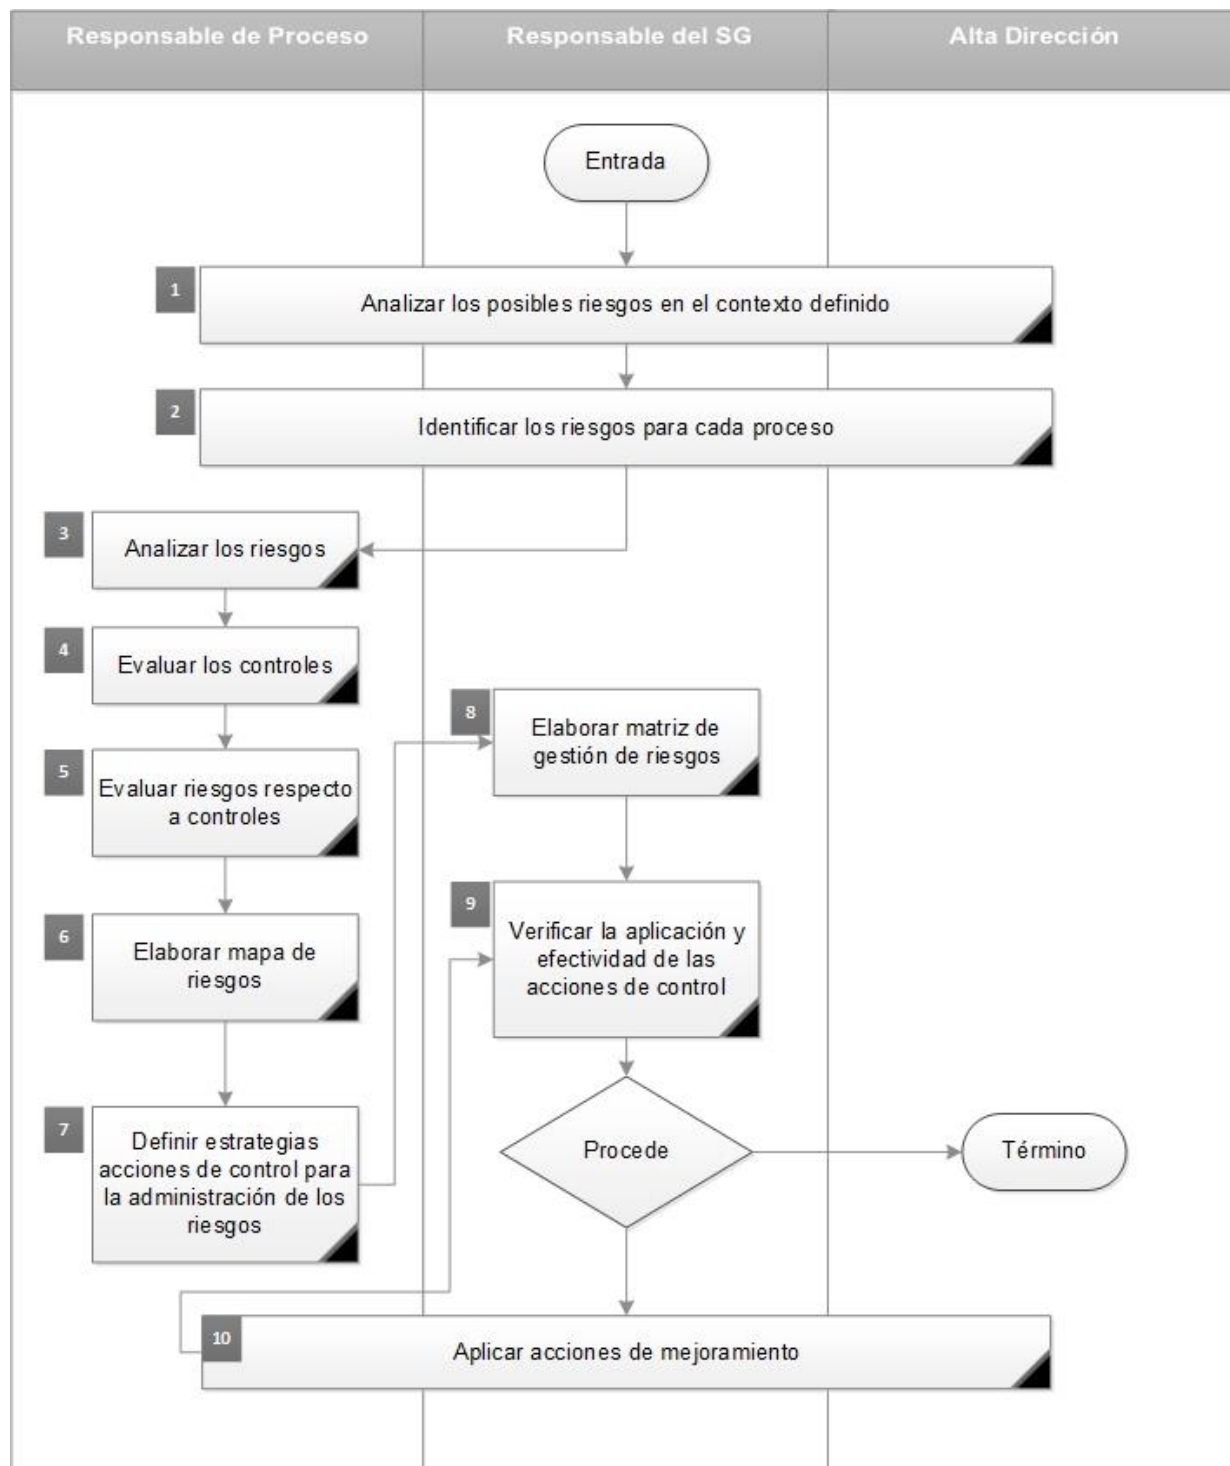 Responsable de Proceso
Responsable del SG
Alta Dirección
Entrada
1
Analizar los posibles riesgos en el contexto definido
2
Identificar los riesgos para cada proceso
3
Analizar los riesgos
4
Evaluar los controles
5
Evaluar riesgos respecto
a controles
6
Elaborar mapa de
riesgos
7
Definir estrategias
acciones de control para
la administración de los
riesgos
8
Elaborar matriz de
gestión de riesgos
9
Verificar la aplicación y
efectividad de las
acciones de control
Procede
Término
10
Aplicar acciones de mejoramiento